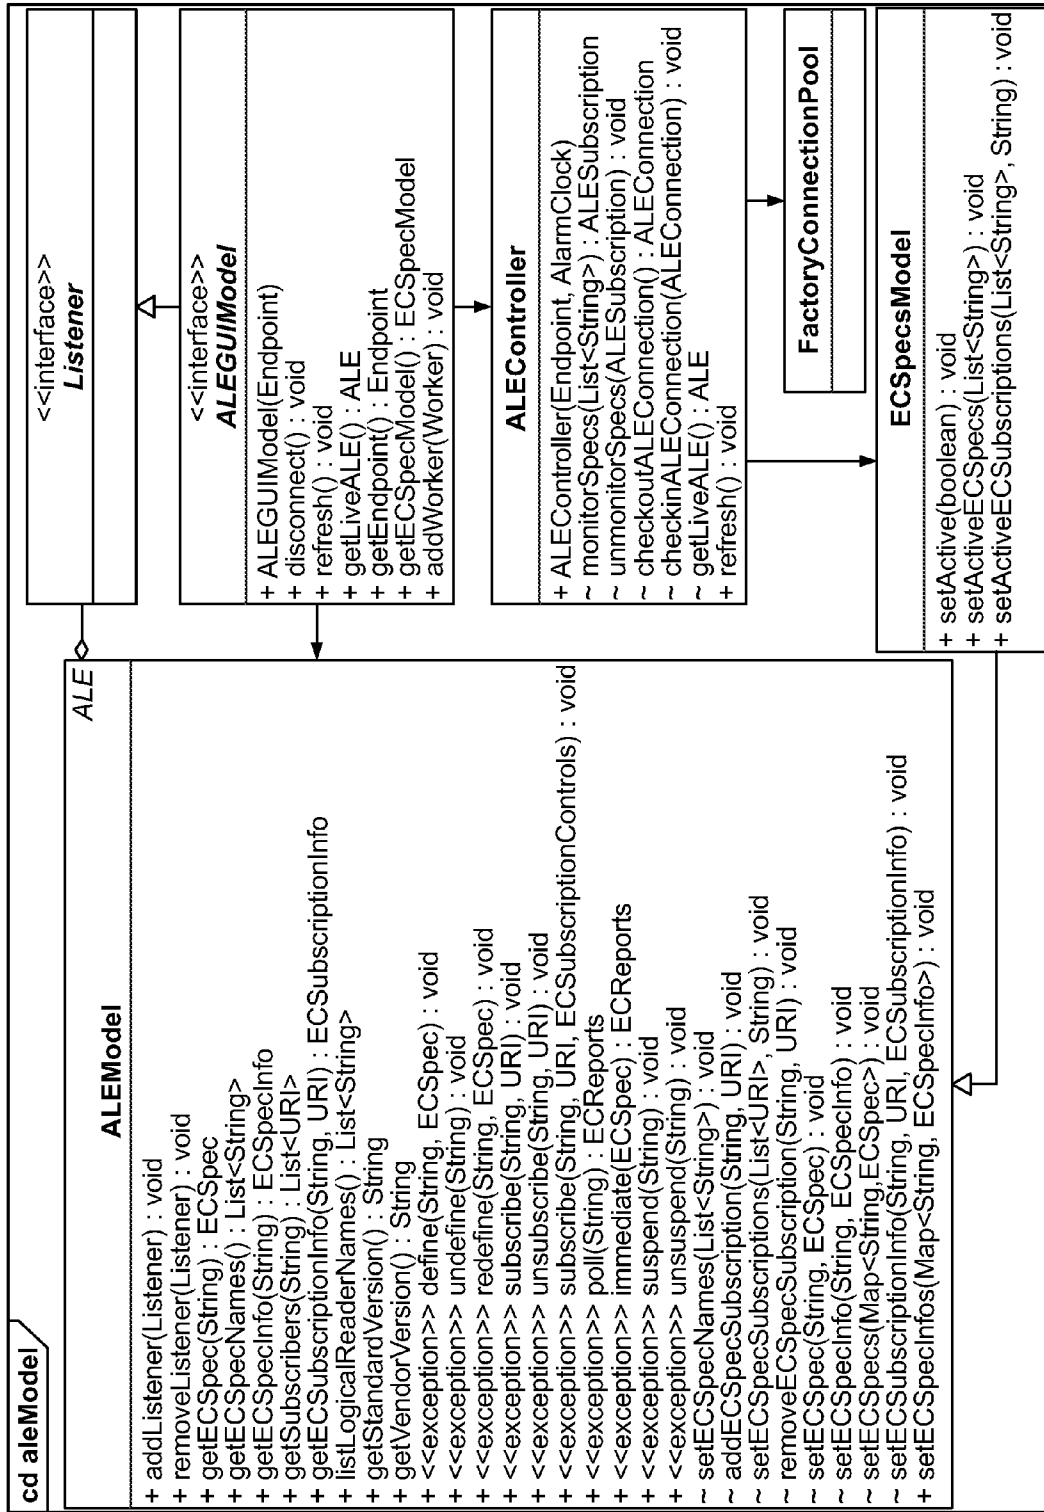 cd aleModel
ALEModel
ALE
+ addListener(Listener) : void
+ removeListener(Listener) : void
+ getECSpec(String) : ECSpec
+ getECSpecNames() : List<String>
+ getECSpecInfo(String) : ECSpecInfo
+ getSubscribers(String) : List<URI>
+ getECSubscriptionInfo(String, URI) : ECSubscriptionInfo
+ listLogicalReaderNames() : List<String>
+ getStandardVersion() : String
+ getVendorVersion() : String
+ <<exception>> define(String, ECSpec) : void
+ <<exception>> undefine(String) : void
+ <<exception>> redefine(String, ECSpec) : void
+ <<exception>> subscribe(String, URI) : void
+ <<exception>> unsubscribe(String, URI) : void
+ <<exception>> subscribe(String, URI, ECSubscriptionControls) : void
+ <<exception>> poll(String) : ECReports
+ <<exception>> immediate(ECSpec) : ECReports
+ <<exception>> suspend(String) : void
+ <<exception>> unsuspend(String) : void
~ setECSpecNames(List<String>) : void
~ addECSpecSubscription(String, URI) : void
~ setECSpecSubscriptions(List<URI>, String) : void
~ removeECSpecSubscription(String, URI) : void
~ setECSpec(String, ECSpec) : void
~ setECSpecInfo(String, ECSpecInfo) : void
~ setECSpecs(Map<String,ECSpec>) : void
~ setECSubscriptionInfo(String, URI, ECSubscriptionInfo) : void
+ setECSpecInfos(Map<String, ECSpecInfo>) : void
<<interface>>
Listener
<<interface>>
ALEGUIModel
+ ALEGUIModel(Endpoint)
+ disconnect() : void
+ refresh() : void
+ getLiveALE() : ALE
+ getEndpoint() : Endpoint
+ getECSpecModel() : ECSpecModel
+ addWorker(Worker) : void
ALEController
+ ALEController(Endpoint, AlarmClock)
~ monitorSpecs(List<String>) : ALESubscription
~ unmonitorSpecs(ALESubscription) : void
~ checkoutALEConnection() : ALEConnection
~ checkinALEConnection(ALEConnection) : void
~ getLiveALE() : ALE
+ refresh() : void
FactoryConnectionPool
ECSpecsModel
+ setActive(boolean) : void
+ setActiveECSpecs(List<String>) : void
+ setActiveECSubscriptions(List<String>, String) : void